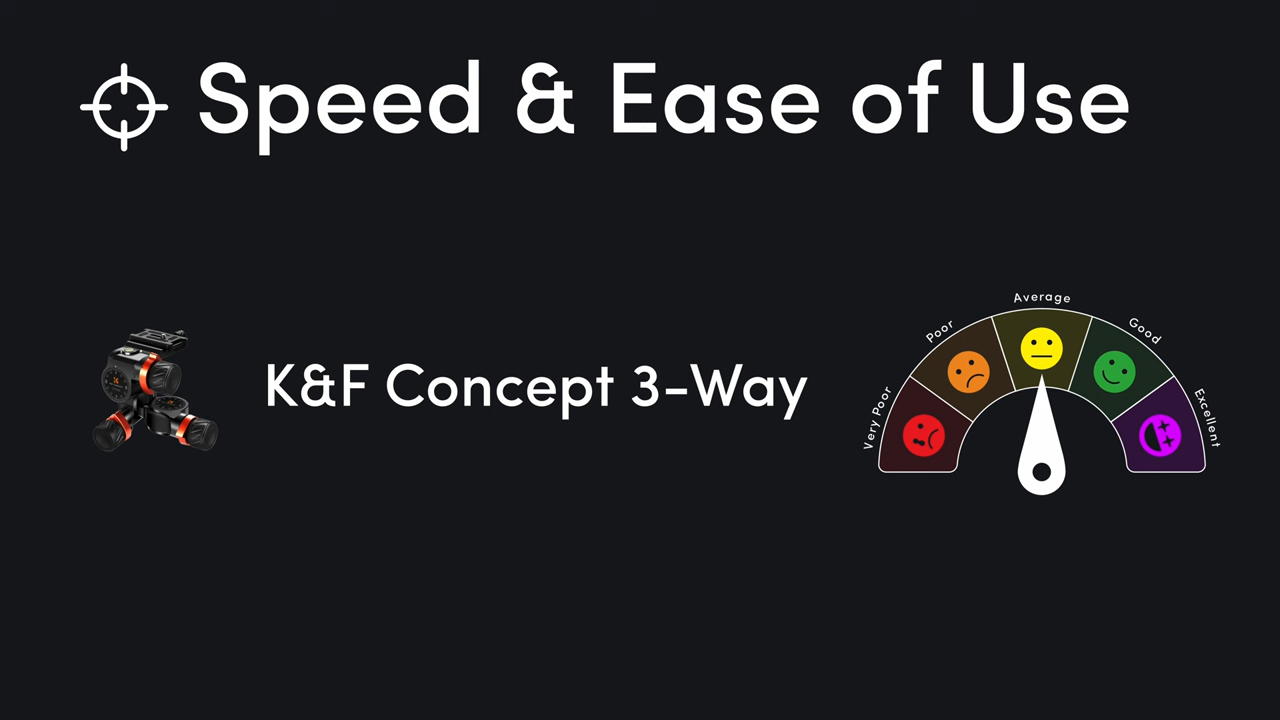 Speed & Ease of Use
K&F Concept 3-Way
Very Poor
Poor
Average
Good
Excellent